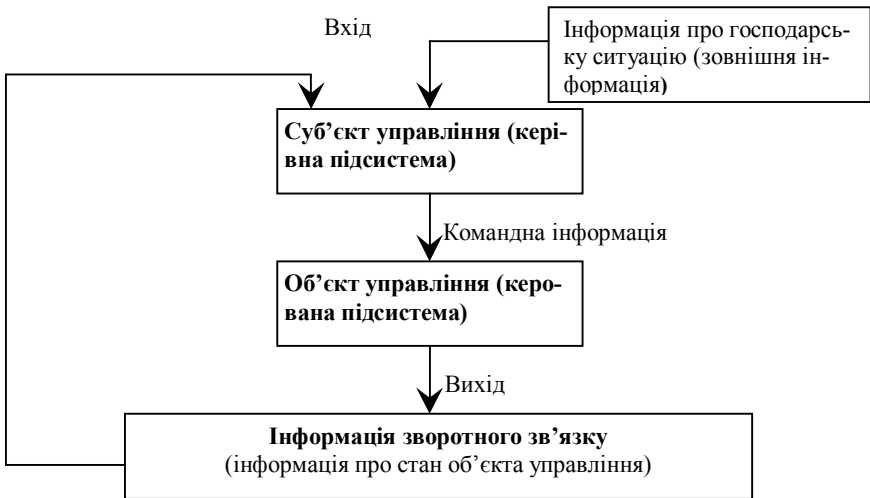 Вхід
Інформація про господарсь-
ку ситуацію (зовнішня ін-
формація)
Суб’єкт управління (кері-
вна підсистема)
Командна інформація
Об’єкт управління (керо-
вана підсистема)
Вихід
Інформація зворотного зв’язку
(інформація про стан об’єкта управління)